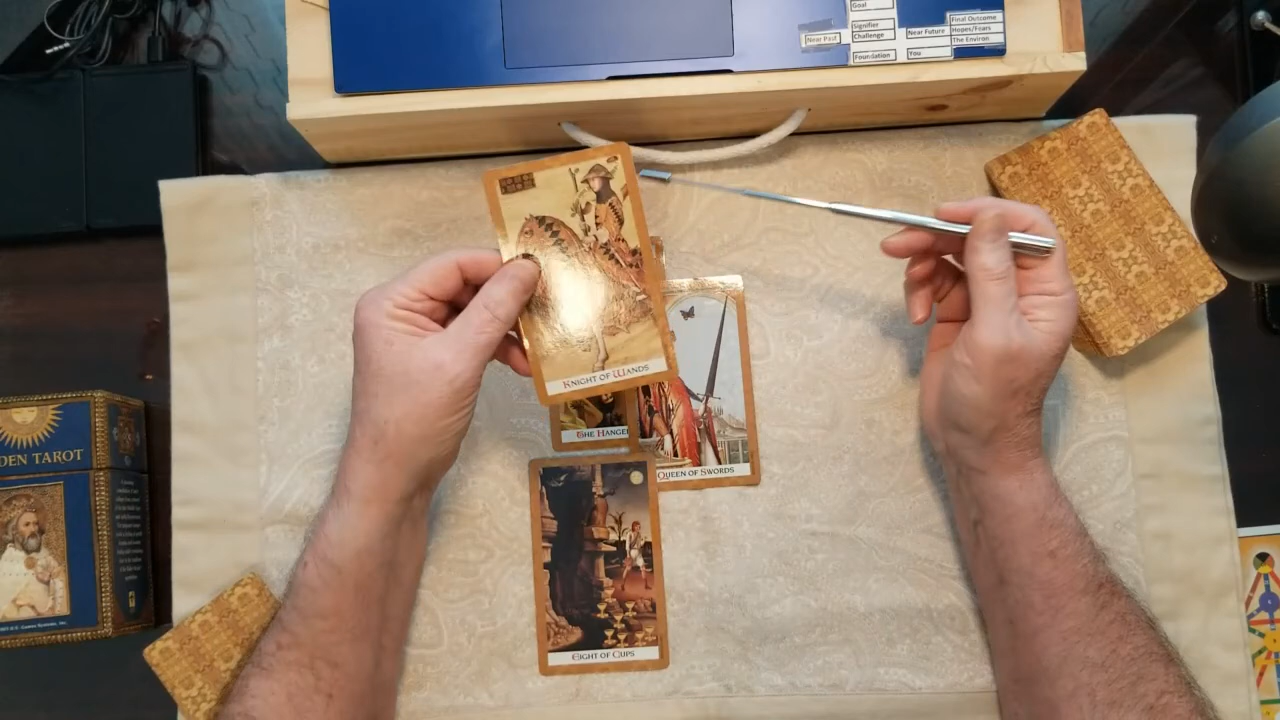 Goal
Signifier
Challenge
Near Past
Near Future
Final Outcome
Hopes/Fears
The Environ
Foundation
You
KNIGHT OF WANDS
THE HANGE
QUEEN OF SWORDS
EIGHT OF CUPS
DEN TAROT